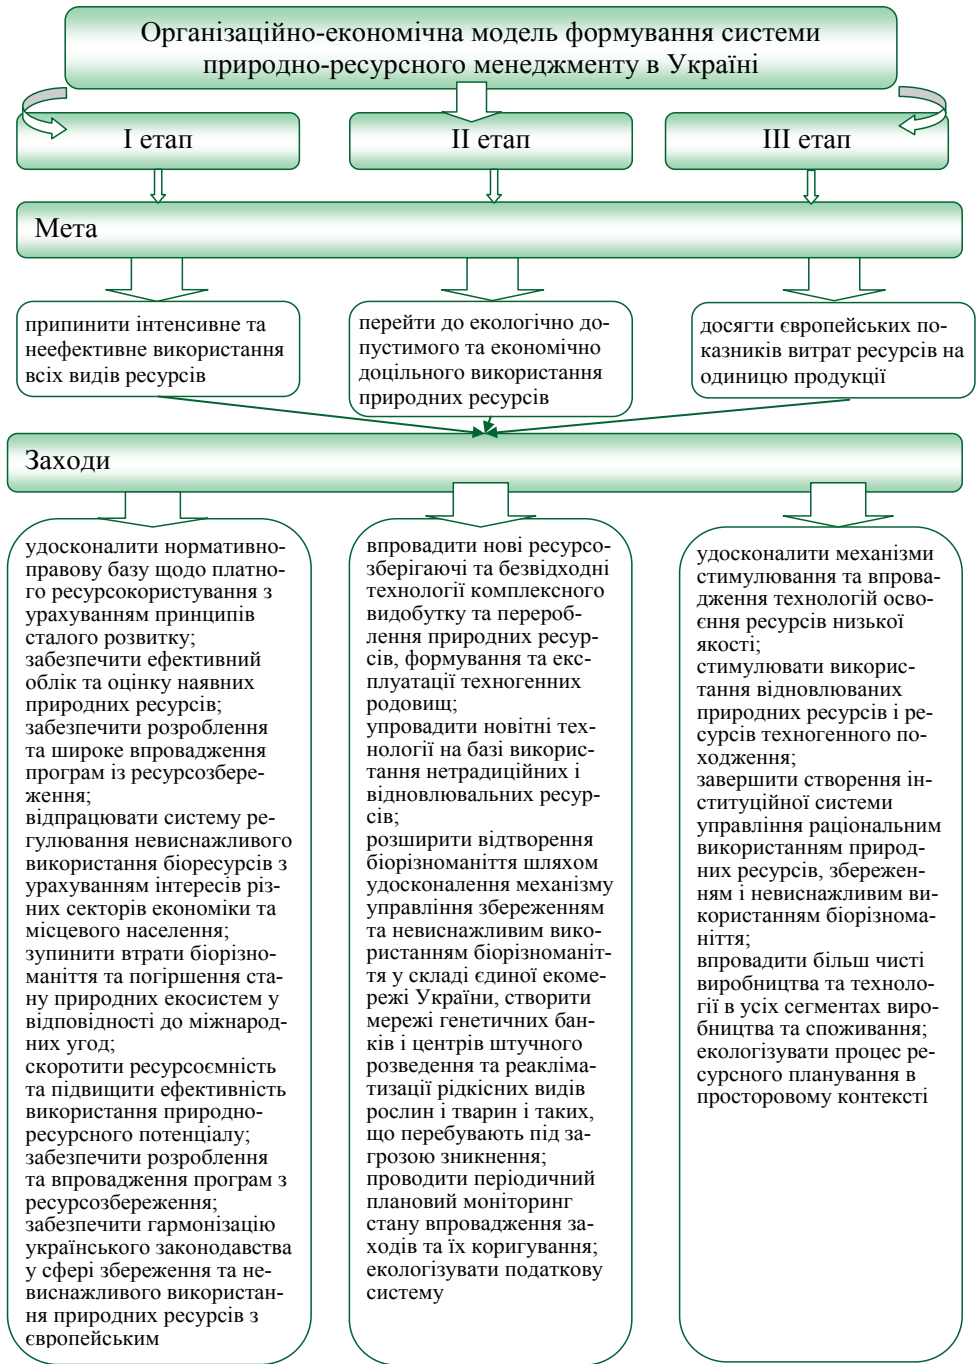 Організаційно-економічна модель формування системи
природно-ресурсного менеджменту в Україні
I етап
II етап
III етап
Мета
припинити інтенсивне та
неефективне використання
всіх видів ресурсів
перейти до екологічно до-
пустимого та економічно
доцільного використання
природних ресурсів
досягти європейських по-
казників витрат ресурсів на
одиницю продукції
Заходи
удосконалити нормативно-
правову базу щодо платно-
го ресурсокористування з
урахуванням принципів
сталого розвитку;
забезпечити ефективний
облік та оцінку наявних
природних ресурсів;
забезпечити розроблення
та широке впровадження
програм із ресурсозбере-
ження;
відпрацювати систему ре-
гулювання невиснажливого
використання біоресурсів з
урахуванням інтересів різ-
них секторів економіки та
місцевого населення;
зупинити втрати біорізно-
маніття та погіршення ста-
ну природних екосистем у
відповідності до міжнарод-
них угод;
скоротити ресурсоємність
та підвищити ефективність
використання природно-
ресурсного потенціалу;
забезпечити розроблення
та впровадження програм з
ресурсозбереження;
забезпечити гармонізацію
українського законодавства
у сфері збереження та не-
виснажливого використан-
ня природних ресурсів з
європейським
впровадити нові ресурсо-
зберігаючі та безвідходні
технології комплексного
видобутку та перероб-
лення природних ресур-
сів, формування та екс-
плуатації техногенних
родовищ;
упровадити новітні тех-
нології на базі викорис-
тання нетрадиційних і
відновлювальних ресур-
сів;
розширити відтворення
біорізноманіття шляхом
удосконалення механізму
управління збереженням
та невиснажливим вико-
ристанням біорізноманіт-
тя у складі єдиної екоме-
режі України, створити
мережі генетичних бан-
ків і центрів штучного
розведення та реакліма-
тизації рідкісних видів
рослин і тварин і таких,
що перебувають під за-
грозою зникнення;
проводити періодичний
плановий моніторинг
стану впровадження за-
ходів та їх коригування;
екологізувати податкову
систему
удосконалити механізми
стимулювання та впрова-
дження технологій осво-
єння ресурсів низької
якості;
стимулювати викорис-
тання відновлюваних
природних ресурсів і ре-
сурсів техногенного по-
ходження;
завершити створення ін-
ституційної системи
управління раціональним
використанням природ-
них ресурсів, збережен-
ням і невиснажливим ви-
користанням біорізнома-
ніття;
впровадити більш чисті
виробництва та техноло-
гії в усіх сегментах виро-
бництва та споживання;
екологізувати процес ре-
сурсного планування в
просторовому контексті